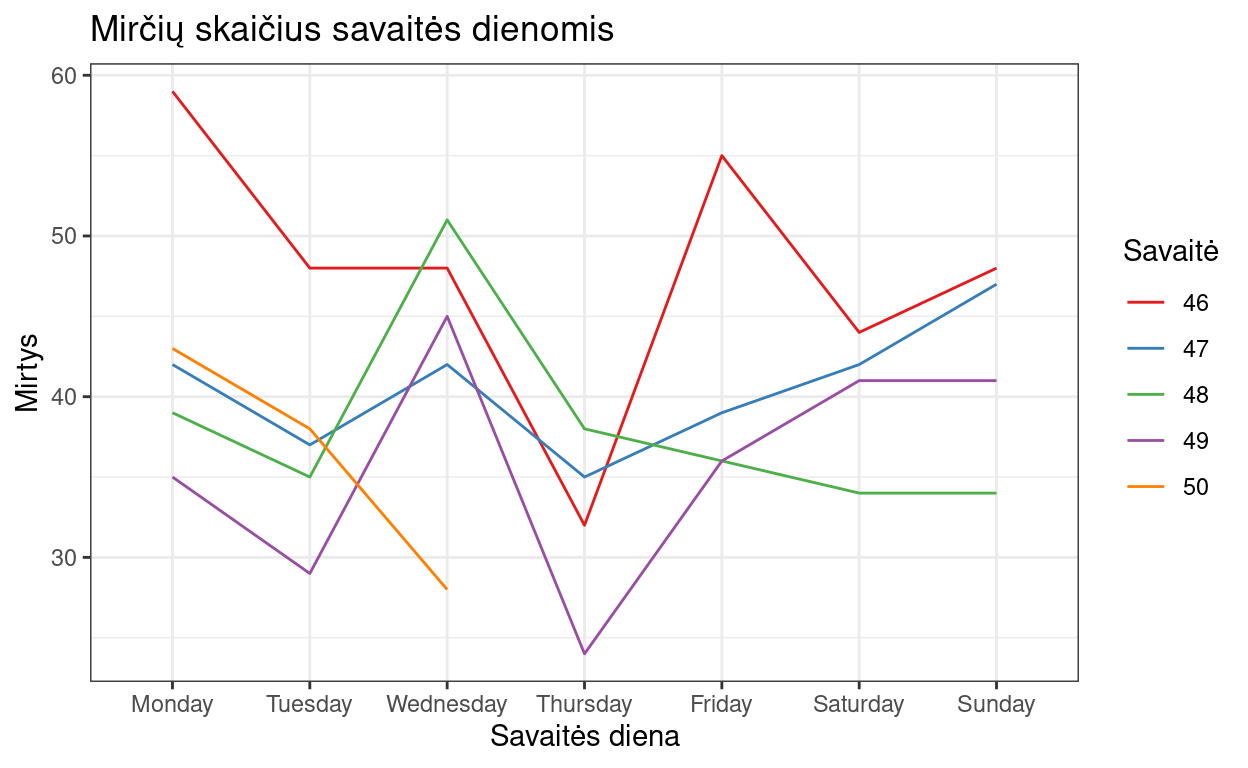 Mirčių skaičius savaitės dienomis
60
50
40
30
Mirtys
Monday Tuesday Wednesday Thursday Friday Saturday Sunday
Savaitės diena
Savaitė
46
47
48
49
50